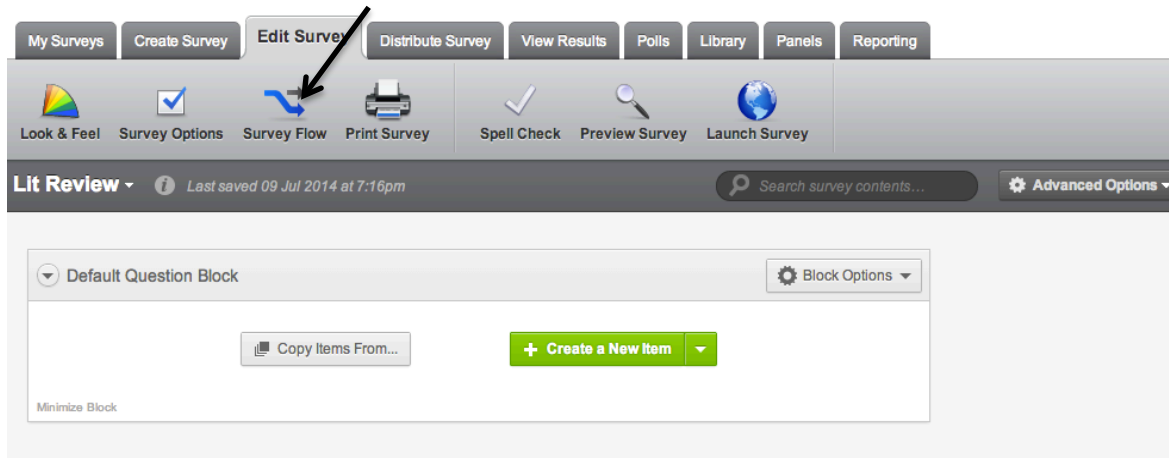 My Surveys Create Survey Edit Survey Distribute Survey View Results Polls Library Panels Reporting
Look & Feel Survey Options Survey Flow Print Survey Spell Check Preview Survey Launch Survey
Lit Review i Last saved 09 Jul 2014 at 7:16pm Search survey contents... Advanced Options
Default Question Block Block Options
Copy Items From... + Create a New Item
Minimize Block